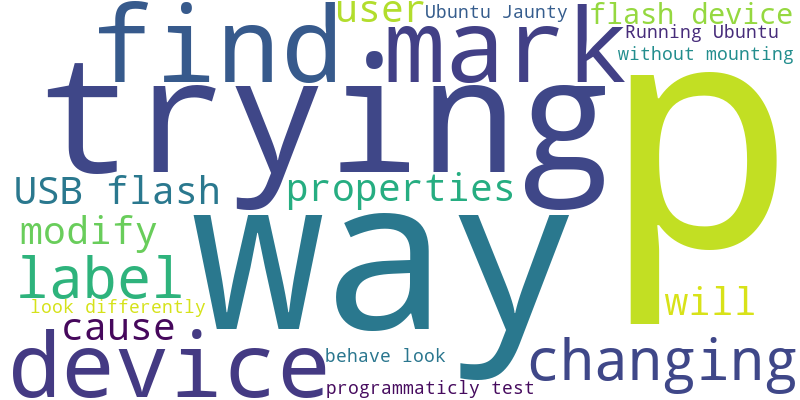 user
Ubuntu Jaunty
flash device
find
mark
Running Ubuntu
without mounting
trying
p
USB flash
properties
modify
way
label
will
look differently
cause
device
behave look
changing
programmaticly test